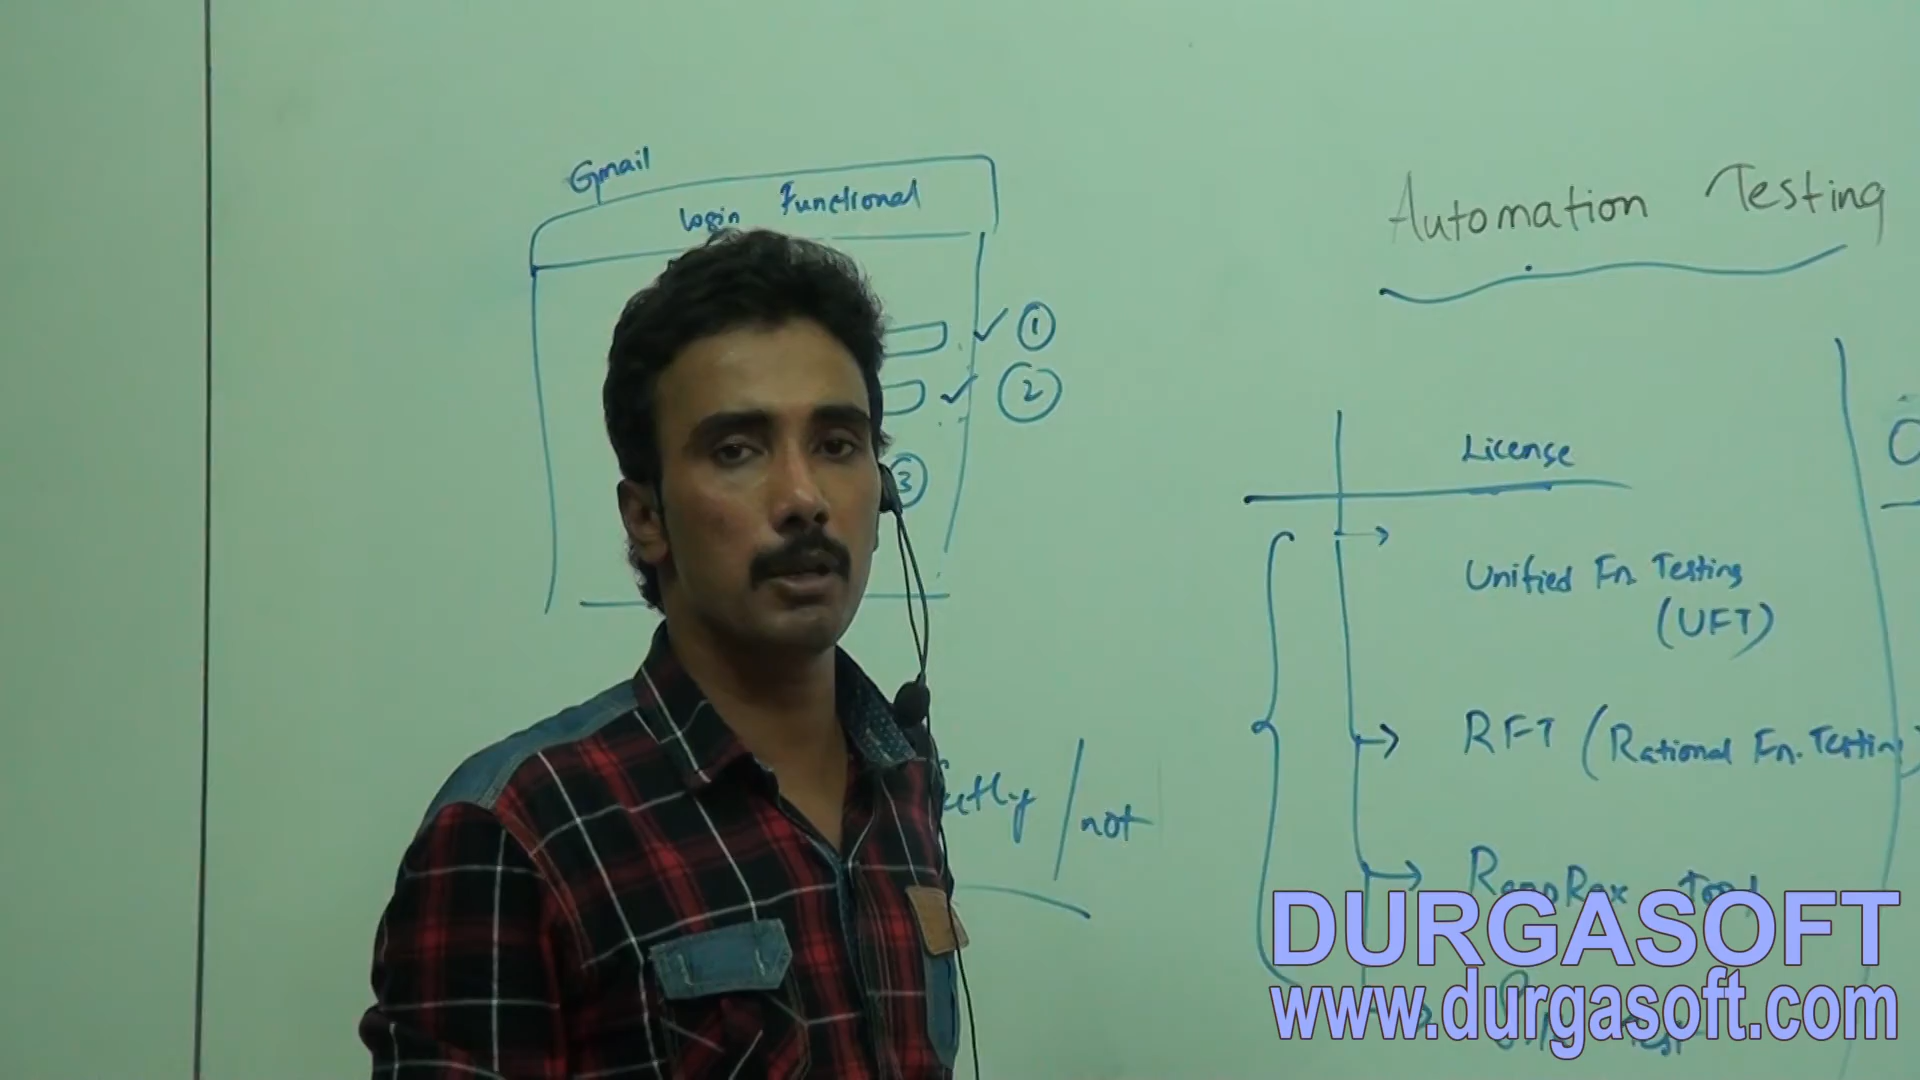 Gmail
Login Functional
1
2
3
/not
Automation Testing
License
Unified Fn. Testing
(UFT)
RFT (Rational Fn. Testing)
DURGASOFT
www.durgasoft.com